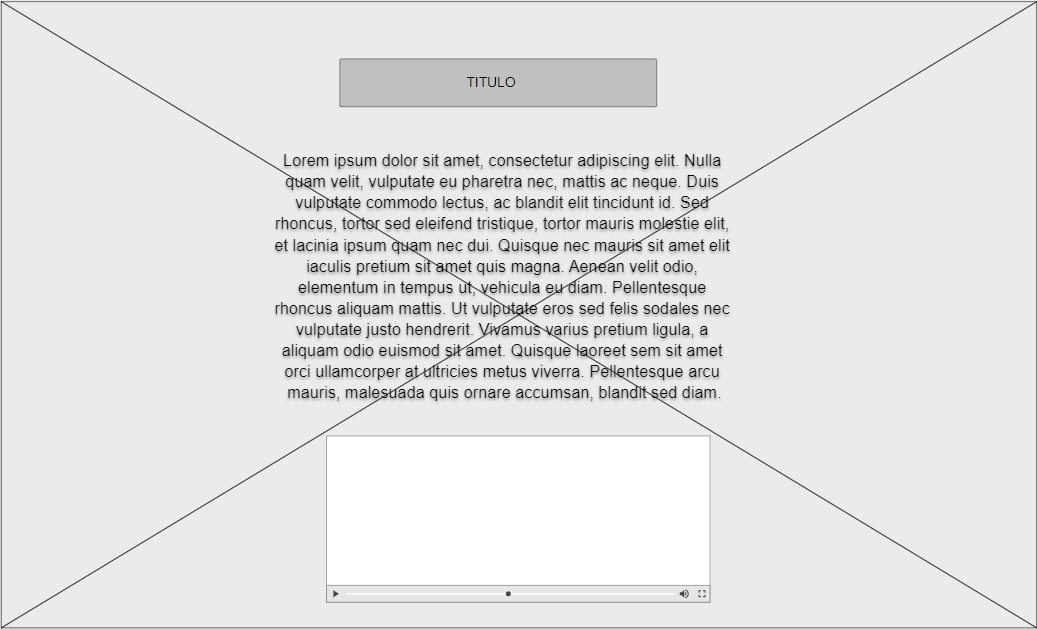 TITULO
Lorem ipsum dolor sit amet, consectetur adipiscing elit. Nulla
quam velit, vulputate eu pharetra nec, mattis ac neque. Duis
vulputate commodo lectus, ac blandit elit tincidunt id. Sed
rhoncus, tortor sed eleifend tristique, tortor mauris molestie elit,
et lacinia ipsum quam nec dui. Quisque nec mauris sit amet elit
iaculis pretium sit amet quis magna. Aenean velit odio,
elementum in tempus ut, vehicula eu diam. Pellentesque
rhoncus aliquam mattis. Ut vulputate eros sed felis sodales nec
vulputate justo hendrerit. Vivamus varius pretium ligula, a
aliquam odio euismod sit amet. Quisque laoreet sem sit amet
orci ullamcorper at ultricies metus viverra. Pellentesque arcu
mauris, malesuada quis ornare accumsan, blandit sed diam.